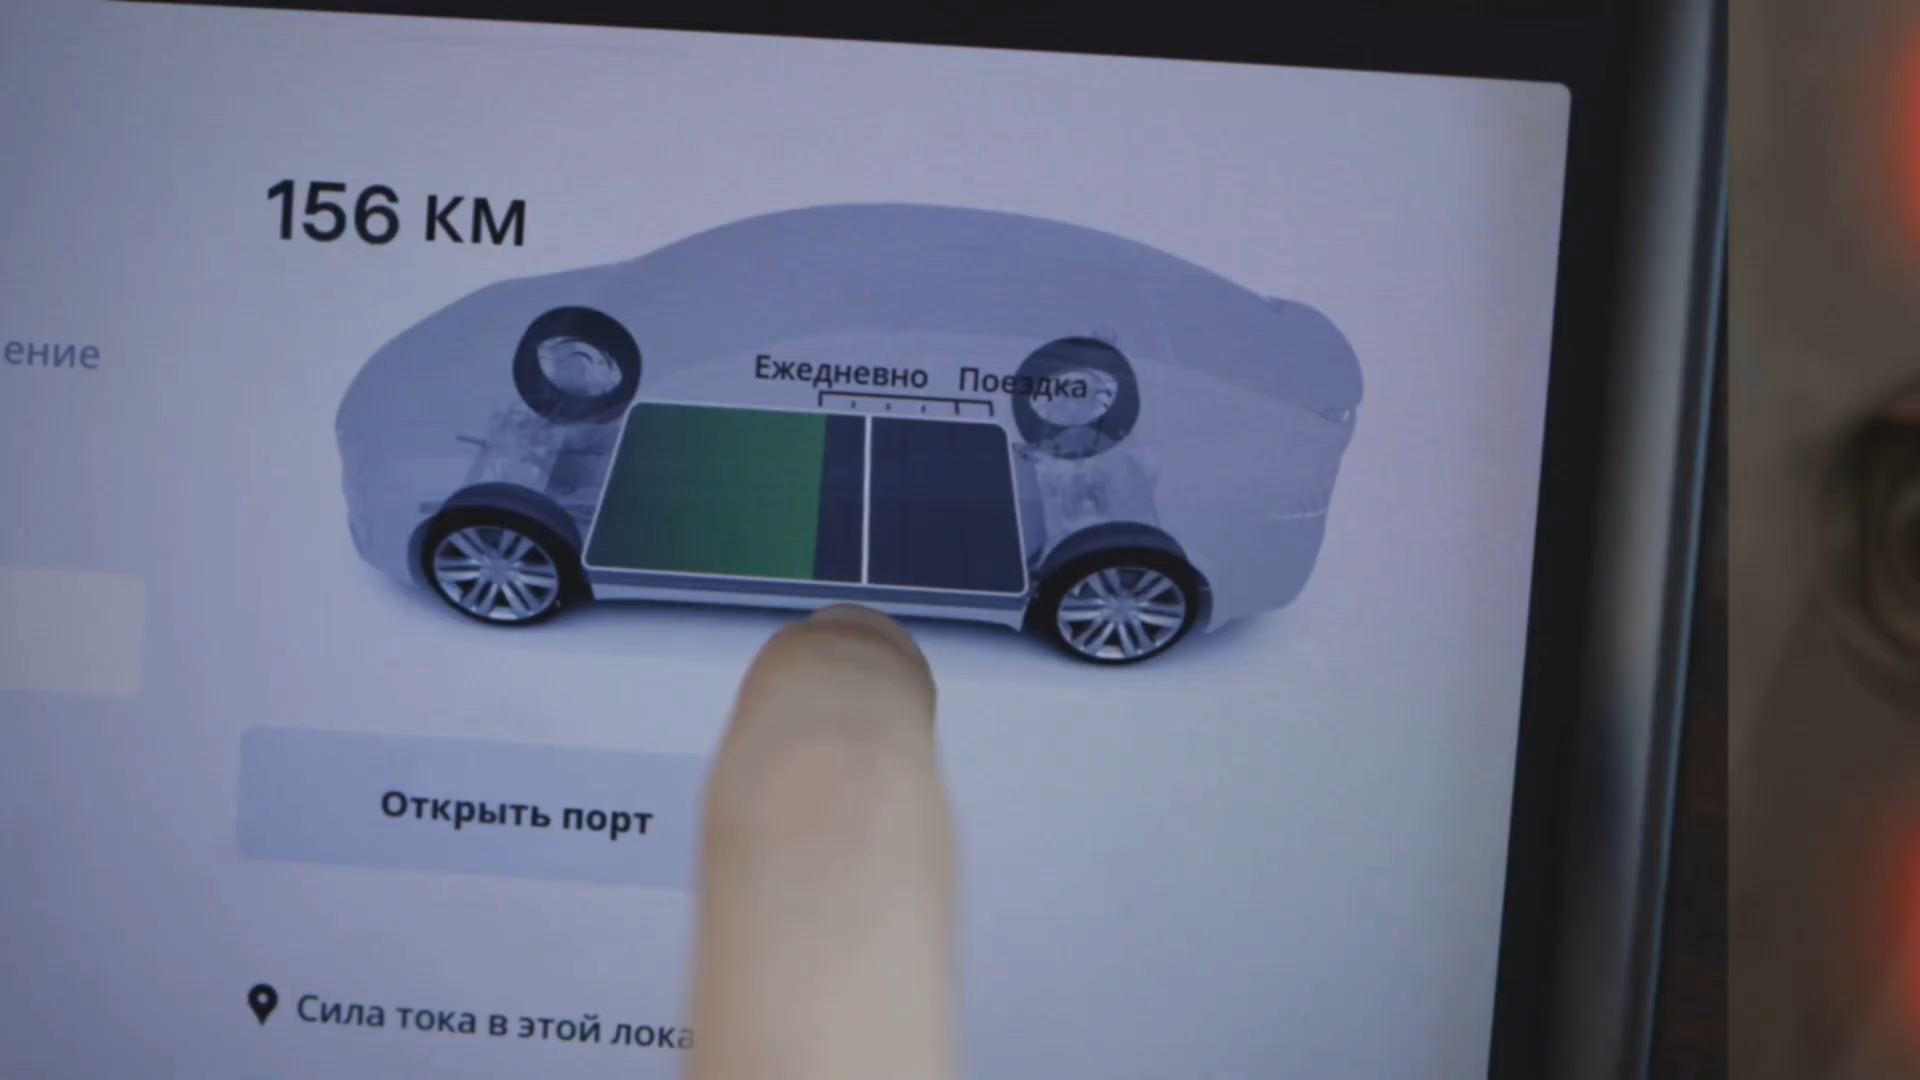 156 км
ение
Ежедневно Поездка
Открыть порт
Сила тока в этой лока